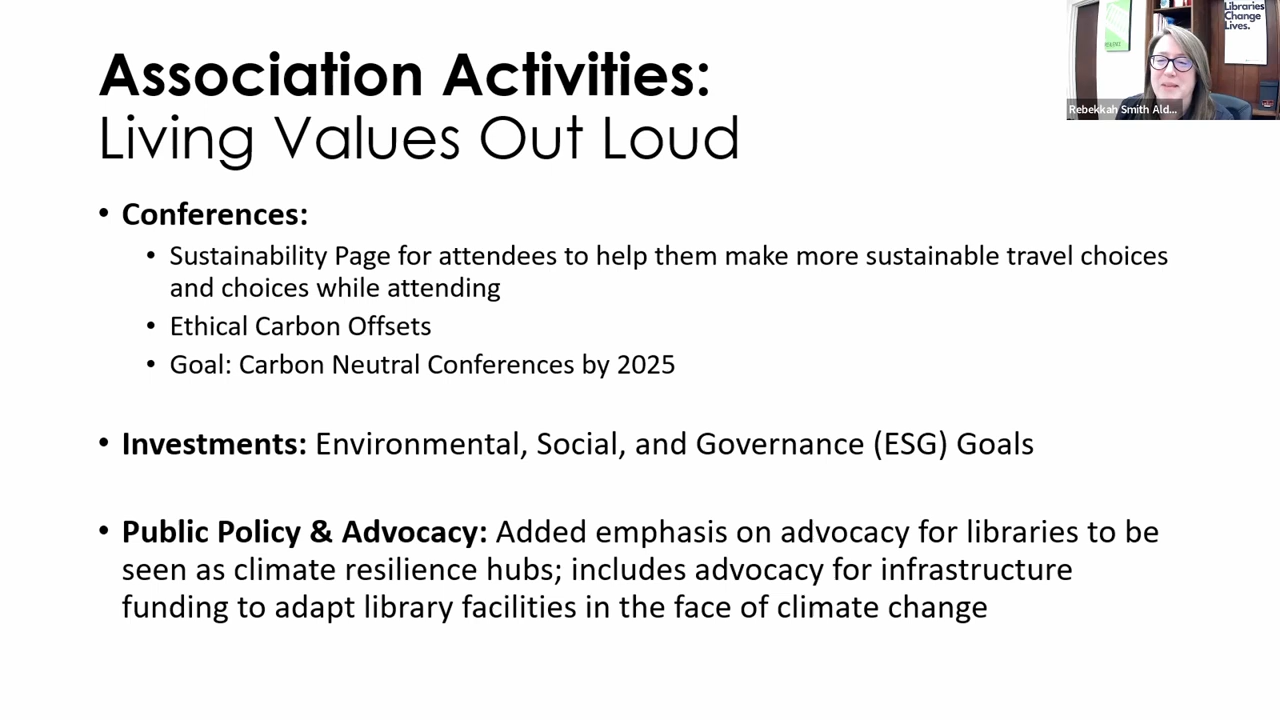 Association Activities:
Living Values Out Loud
• Conferences:
• Sustainability Page for attendees to help them make more sustainable travel choices
and choices while attending
• Ethical Carbon Offsets
• Goal: Carbon Neutral Conferences by 2025
• Investments: Environmental, Social, and Governance (ESG) Goals
• Public Policy & Advocacy: Added emphasis on advocacy for libraries to be
seen as climate resilience hubs; includes advocacy for infrastructure
funding to adapt library facilities in the face of climate change
Libraries
Change
Lives.
Rebekkah Smith Ald...